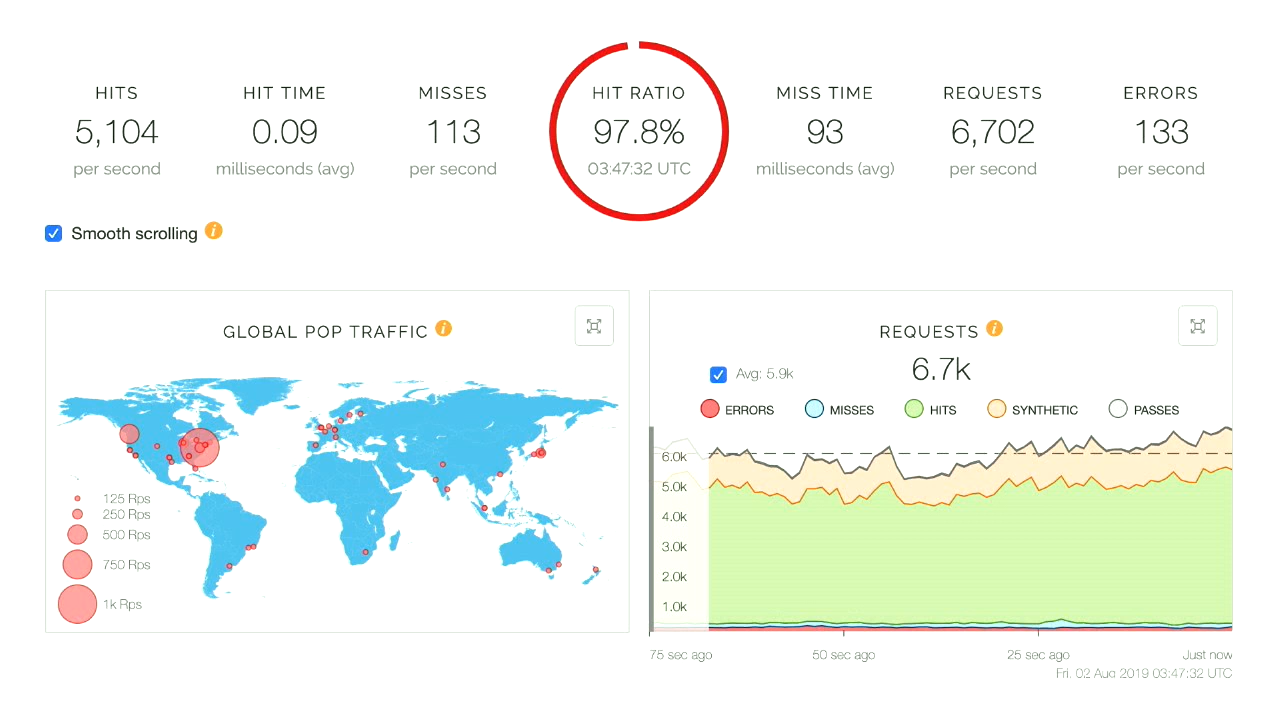 HITS
5,104
per second
HIT TIME
0.09
milliseconds (avg)
MISSES
113
per second
HIT RATIO
97.8%
03:47:32 UTC
MISS TIME
93
milliseconds (avg)
REQUESTS
6,702
per second
ERRORS
133
per second
Smooth scrolling i
GLOBAL POP TRAFFIC i
125 Rps
250 Rps
500 Rps
750 Rps
1k Rps
REQUESTS i
6.7k
Avg: 5.9k
ERRORS MISSES HITS SYNTHETIC PASSES
6.0k
5.0k
4.0k
3.0k
2.0k
1.0k
75 sec ago 50 sec ago 25 sec ago Just now
Fri, 02 Aug 2019 03:47:32 UTC